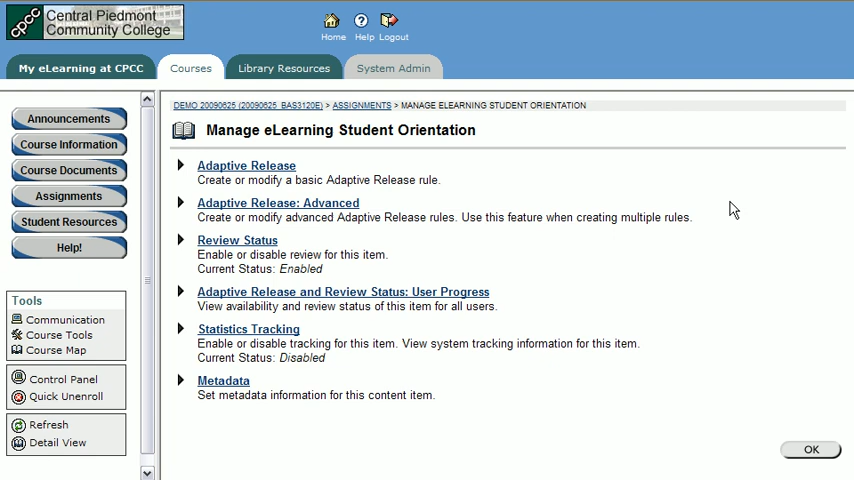 cpcc
Central Piedmont
Community College
Home Help Logout
My eLearning at CPCC Courses Library Resources System Admin
Announcements
Course Information
Course Documents
Assignments
Student Resources
Help!
Tools
Communication
Course Tools
Course Map
Control Panel
Quick Unenroll
Refresh
Detail View
DEMO 20090625 (20090625_BAS3120E) > ASSIGNMENTS > MANAGE ELEARNING STUDENT ORIENTATION
Manage eLearning Student Orientation
Adaptive Release
Create or modify a basic Adaptive Release rule.
Adaptive Release: Advanced
Create or modify advanced Adaptive Release rules. Use this feature when creating multiple rules.
Review Status
Enable or disable review for this item.
Current Status: Enabled
Adaptive Release and Review Status: User Progress
View availability and review status of this item for all users.
Statistics Tracking
Enable or disable tracking for this item. View system tracking information for this item.
Current Status: Disabled
Metadata
Set metadata information for this content item.
OK